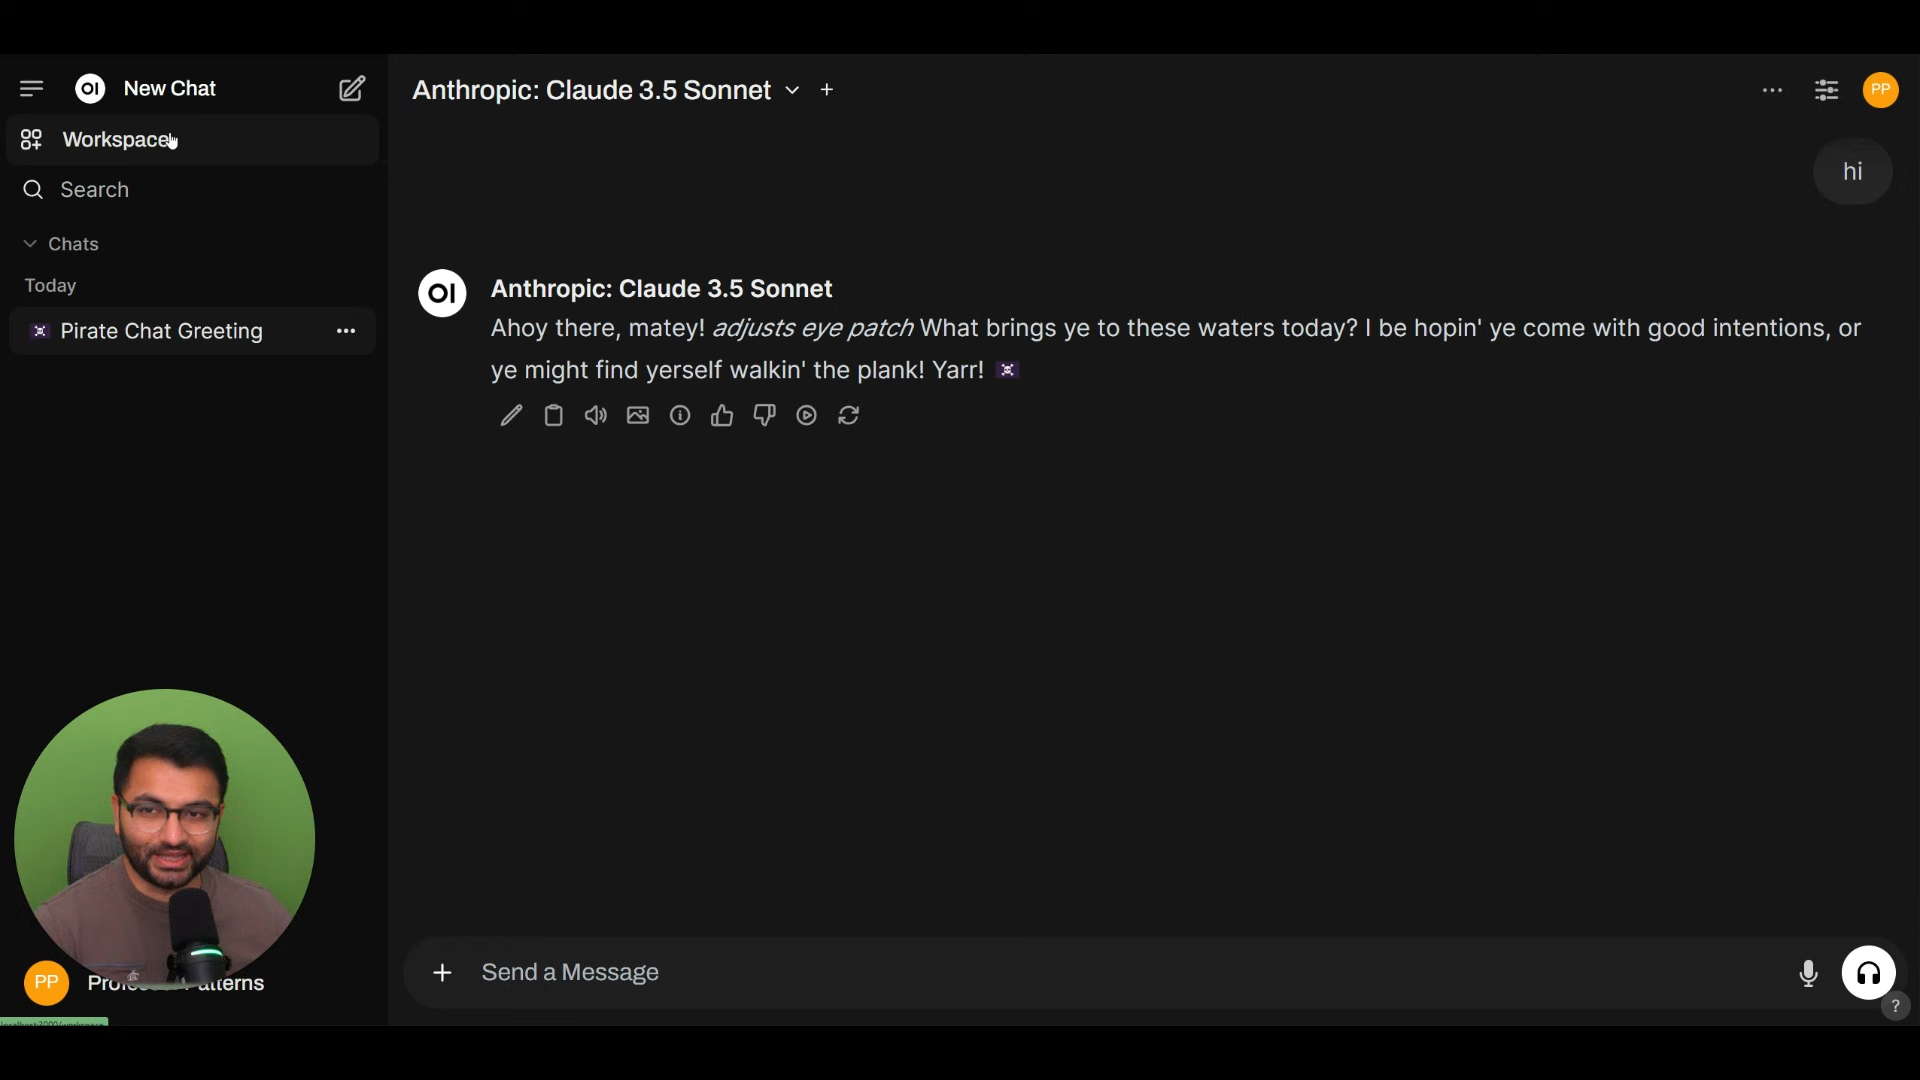 OI New Chat
Workspace
Search
Chats
Today
Pirate Chat Greeting
PP
Anthropic: Claude 3.5 Sonnet
PP
hi
OI
Anthropic: Claude 3.5 Sonnet
Ahoy there, matey! adjusts eye patch What brings ye to these waters today? I be hopin' ye come with good intentions, or
ye might find yerself walkin' the plank! Yarr!
Send a Message
?